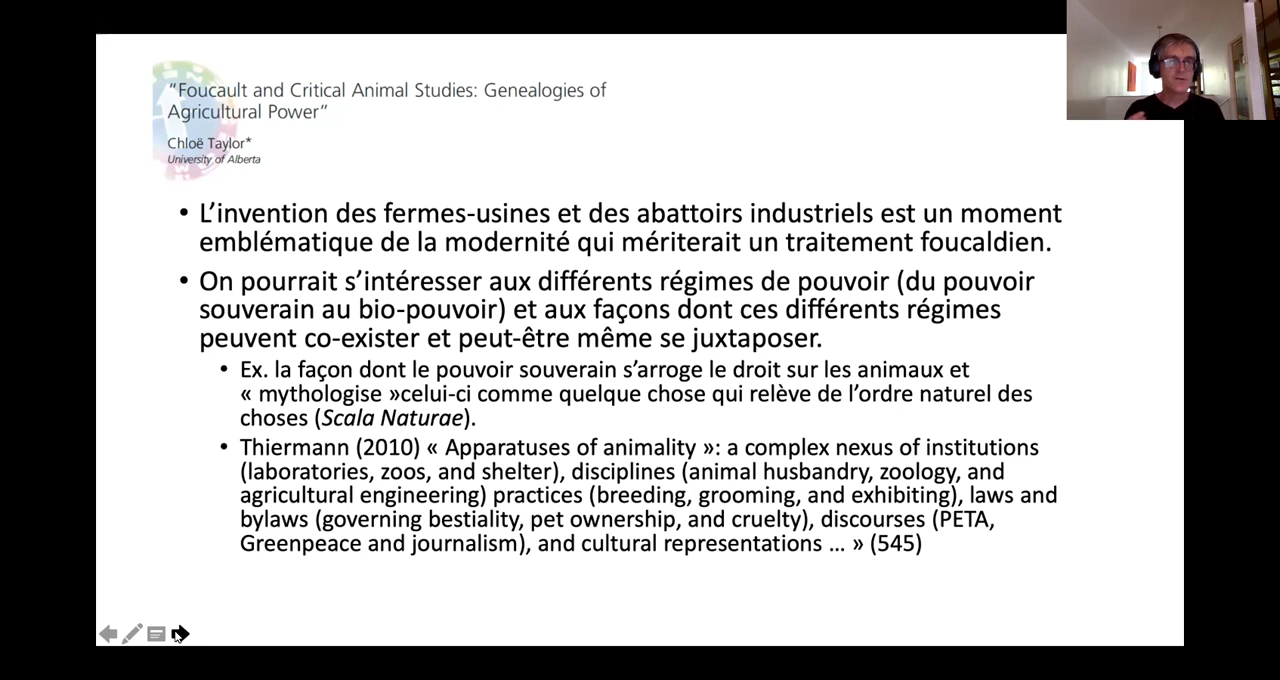 “Foucault and Critical Animal Studies: Genealogies of
Agricultural Power”
Chloë Taylor*
University of Alberta
• L’invention des fermes-usines et des abattoirs industriels est un moment
emblématique de la modernité qui mériterait un traitement foucaldien.
• On pourrait s’intéresser aux différents régimes de pouvoir (du pouvoir
souverain au bio-pouvoir) et aux façons dont ces différents régimes
peuvent co-exister et peut-être même se juxtaposer.
• Ex. la façon dont le pouvoir souverain s’arroge le droit sur les animaux et
« mythologise »celui-ci comme quelque chose qui relève de l’ordre naturel des
choses (Scala Naturae).
• Thiermann (2010) « Apparatuses of animality »: a complex nexus of institutions
(laboratories, zoos, and shelter), disciplines (animal husbandry, zoology, and
agricultural engineering) practices (breeding, grooming, and exhibiting), laws and
bylaws (governing bestiality, pet ownership, and cruelty), discourses (PETA,
Greenpeace and journalism), and cultural representations … » (545)